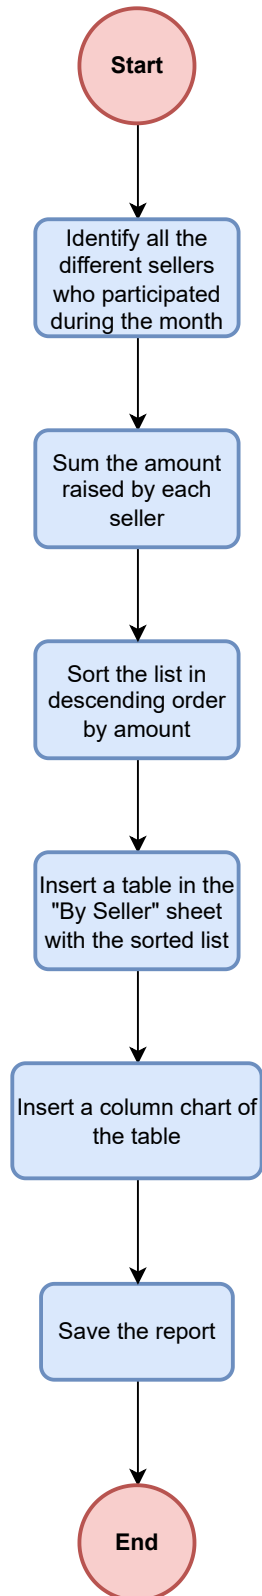 Start
Identify all the
different sellers
who participated
during the month
Sum the amount
raised by each
seller
Sort the list in
descending order
by amount
Insert a table in the
"By Seller" sheet
with the sorted list
Insert a column chart of
the table
Save the report
End